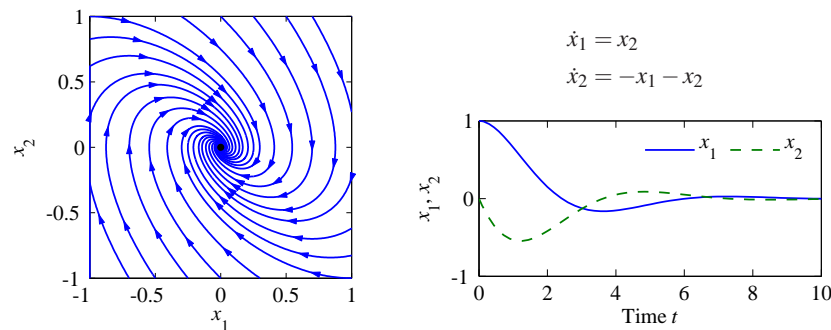 1
0.5
0
-0.5
-1
-1 -0.5 0 0.5 1
x₂
x₁
ẋ₁ = x₂
ẋ₂ = −x₁ − x₂
1
0
-1
0 2 4 6 8 10
x₁, x₂
x₁ x₂
Time t